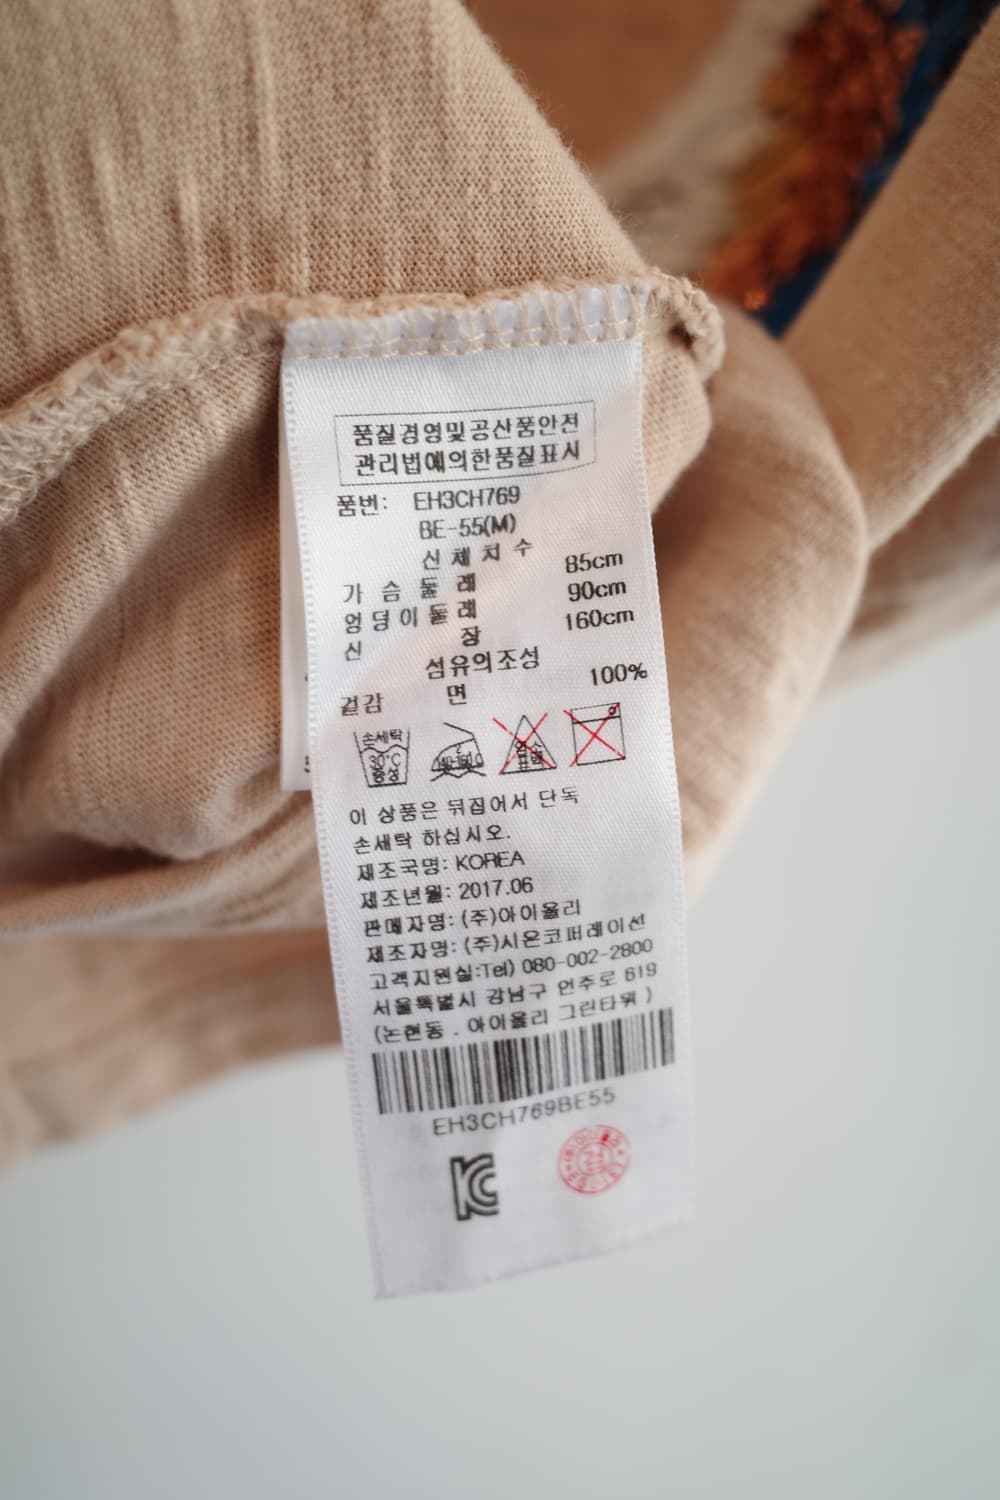 품질경영및공산품안전
관리법에의한품질표시
품번: EH3CH769
BE-55(M)
신체치수
가슴둘레 85cm
엉덩이둘레 90cm
신장 160cm
섬유의조성
겉감 면 100%
손세탁
30°C
중성
염소
표백
이 상품은 뒤집어서 단독
손세탁 하십시오.
제조국명: KOREA
제조년월: 2017.06
판매자명: (주)아이올리
제조자명: (주)시온코퍼레이션
고객지원실:Tel) 080-002-2800
서울특별시 강남구 언주로 619
(논현동 . 아이올리 그린타워 )
EH3CH769BE55